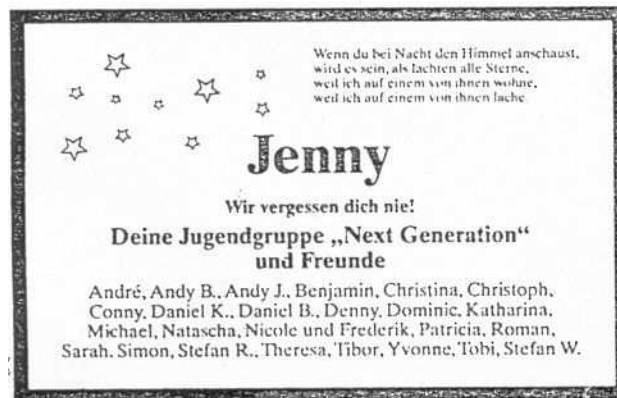 Wenn du bei Nacht den Himmel anschaust,
wird es sein, als lachten alle Sterne,
weil ich auf einem von ihnen wohne,
weil ich auf einem von ihnen lache
Jenny
Wir vergessen dich nie!
Deine Jugendgruppe „Next Generation“
und Freunde
André, Andy B., Andy J., Benjamin, Christina, Christoph,
Conny, Daniel K., Daniel B., Denny, Dominic, Katharina,
Michael, Natascha, Nicole und Frederik, Patricia, Roman,
Sarah, Simon, Stefan R., Theresa, Tibor, Yvonne, Tobi, Stefan W.